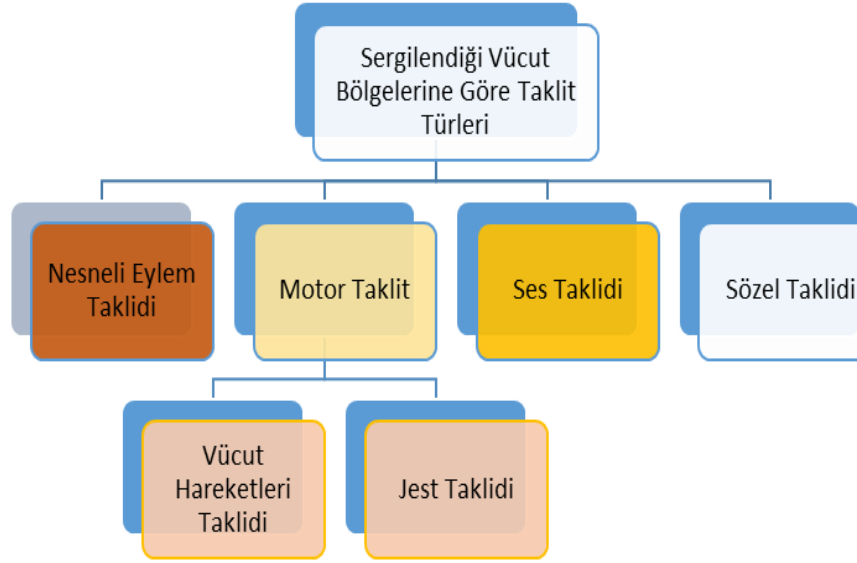 Sergilendiği Vücut
Bölgelerine Göre Taklit
Türleri
Nesneli Eylem
Taklidi
Motor Taklit
Ses Taklidi
Sözel Taklidi
Vücut
Hareketleri
Taklidi
Jest Taklidi